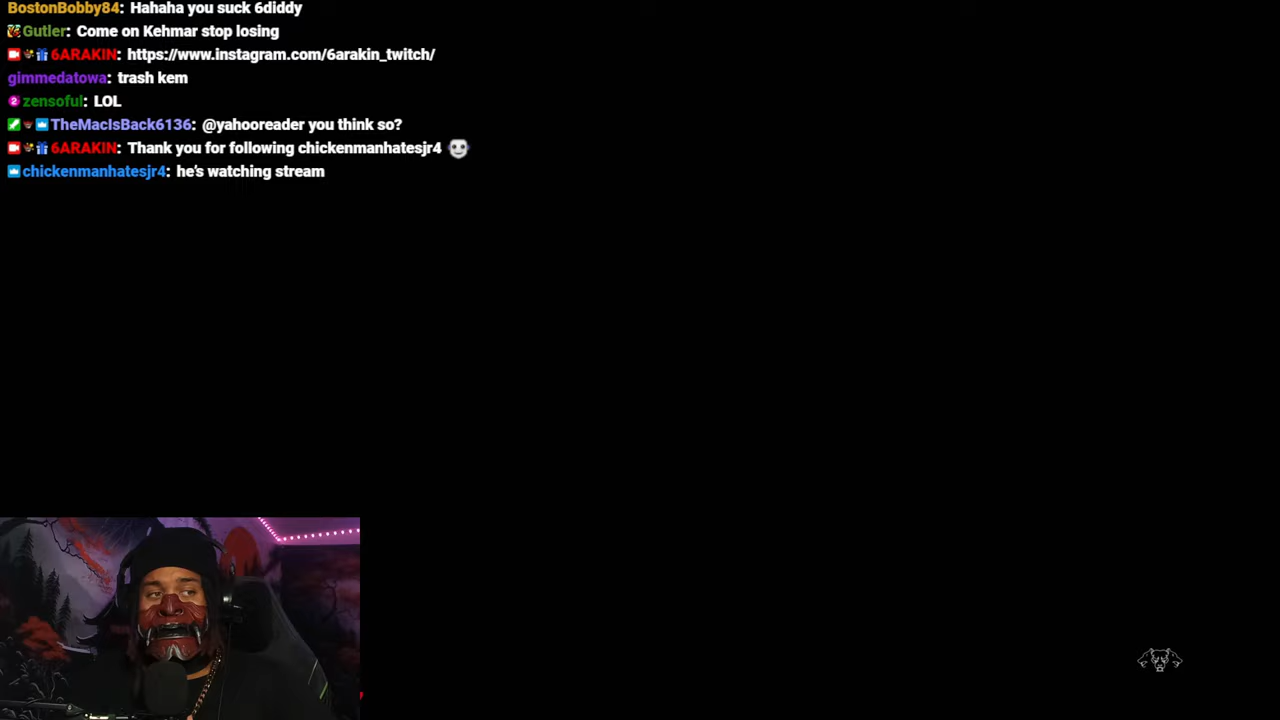 BostonBobby84: Hahaha you suck 6diddy
Gutler: Come on Kehmar stop losing
6ARAKIN: https://www.instagram.com/6arakin_twitch/
gimmedatowa: trash kem
2 zensoful: LOL
TheMacIsBack6136: @yahooreader you think so?
6ARAKIN: Thank you for following chickenmanhatesjr4
chickenmanhatesjr4: he's watching stream